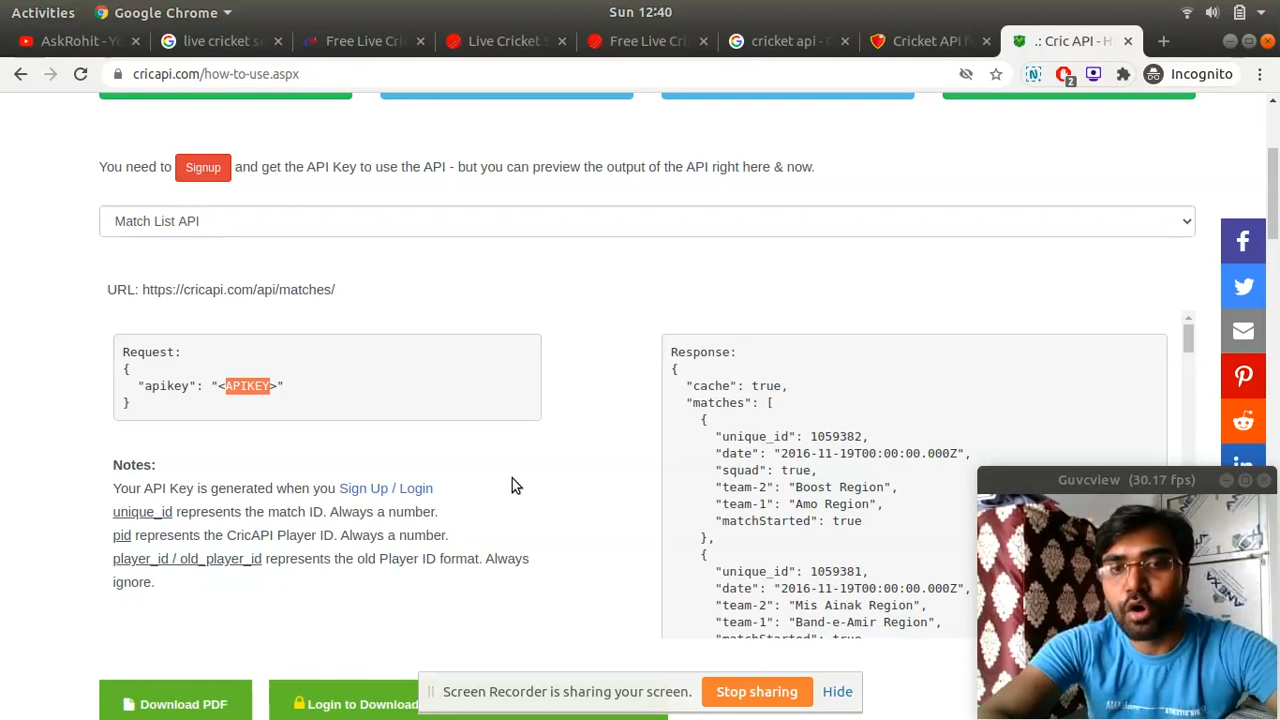 Activities Google Chrome Sun 12:40
AskRohit - Yo live cricket sc Free Live Cric Live Cricket S Free Live Cric cricket api - G Cricket API f .: Cric API - H
cricapi.com/how-to-use.aspx 2 Incognito
You need to Signup and get the API Key to use the API - but you can preview the output of the API right here & now.
Match List API
URL: https://cricapi.com/api/matches/
Request:
{
"apikey": "<APIKEY>"
}
Notes:
Your API Key is generated when you Sign Up / Login
unique_id represents the match ID. Always a number.
pid represents the CricAPI Player ID. Always a number.
player_id / old_player_id represents the old Player ID format. Always
ignore.
Response:
{
"cache": true,
"matches": [
{
"unique_id": 1059382,
"date": "2016-11-19T00:00:00.000Z",
"squad": true,
"team-2": "Boost Region",
"team-1": "Amo Region",
"matchStarted": true
},
{
"unique_id": 1059381,
"date": "2016-11-19T00:00:00.000Z",
"team-2": "Mis Ainak Region",
"team-1": "Band-e-Amir Region",
"matchStarted": true
Guvcview (30.17 fps)
Download PDF Login to Download
Screen Recorder is sharing your screen. Stop sharing Hide